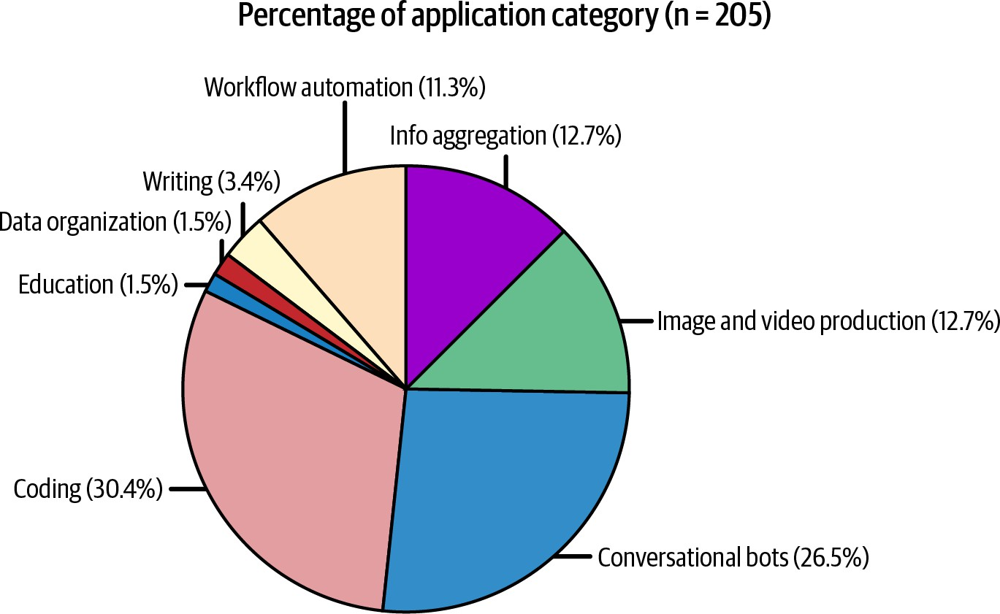 Percentage of application category (n = 205)
Workflow automation (11.3%)
Info aggregation (12.7%)
Writing (3.4%)
Data organization (1.5%)
Education (1.5%)
Image and video production (12.7%)
Coding (30.4%)
Conversational bots (26.5%)